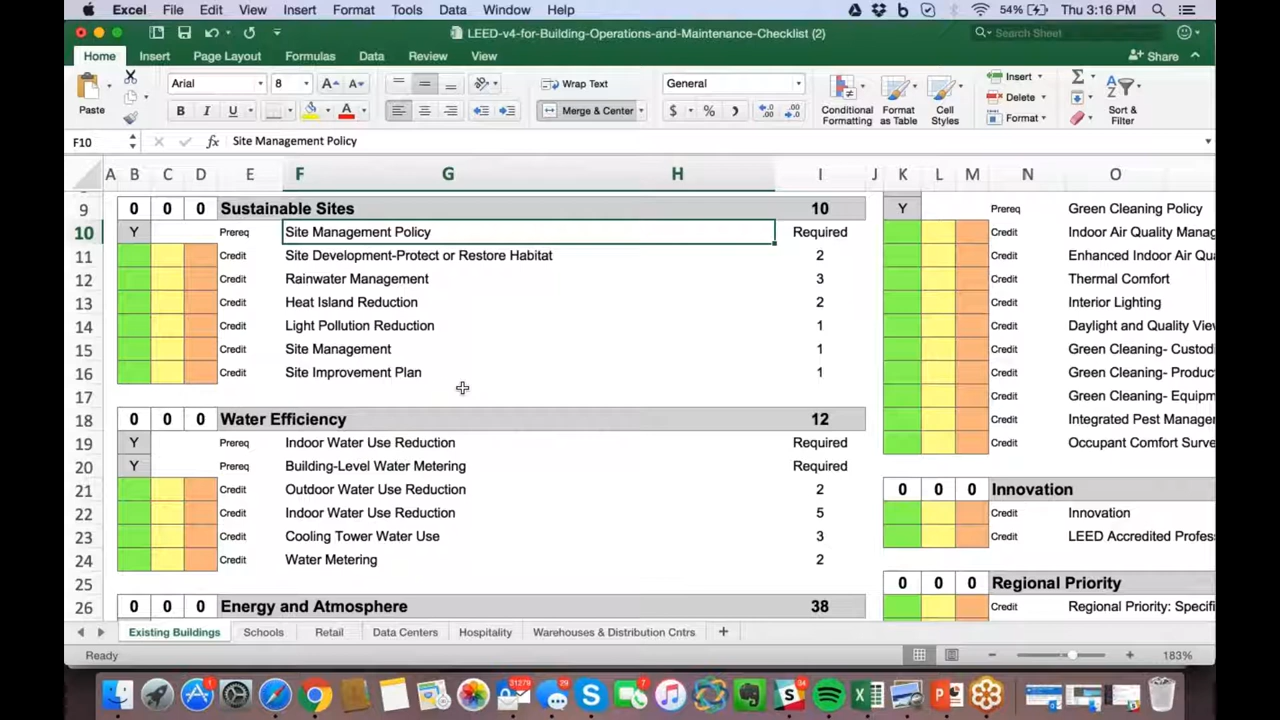 Excel File Edit View Insert Format Tools Data Window Help 54% Thu 3:16 PM
LEED-v4-for-Building-Operations-and-Maintenance-Checklist (2) Search Sheet
Home Insert Page Layout Formulas Data Review View Share
Paste Arial 8 Wrap Text General Conditional Formatting Format as Table Cell Styles Insert Sort & Filter
B I U Merge & Center $ % Delete
Format
F10 fx Site Management Policy
A B C D E F G H I J K L M N O
9 0 0 0 Sustainable Sites 10 Y Prereq Green Cleaning Policy
10 Y Prereq Site Management Policy Required Credit Indoor Air Quality Manag
11 Credit Site Development-Protect or Restore Habitat 2 Credit Enhanced Indoor Air Qu
12 Credit Rainwater Management 3 Credit Thermal Comfort
13 Credit Heat Island Reduction 2 Credit Interior Lighting
14 Credit Light Pollution Reduction 1 Credit Daylight and Quality Viev
15 Credit Site Management 1 Credit Green Cleaning- Custod
16 Credit Site Improvement Plan 1 Credit Green Cleaning- Produc
17 Credit Green Cleaning- Equipm
18 0 0 0 Water Efficiency 12 Credit Integrated Pest Manager
19 Y Prereq Indoor Water Use Reduction Required Credit Occupant Comfort Surve
20 Y Prereq Building-Level Water Metering Required
21 Credit Outdoor Water Use Reduction 2 0 0 0 Innovation
22 Credit Indoor Water Use Reduction 5 Credit Innovation
23 Credit Cooling Tower Water Use 3 Credit LEED Accredited Profes
24 Credit Water Metering 2
25 0 0 0 Regional Priority
26 0 0 0 Energy and Atmosphere 38 Credit Regional Priority: Specifi
Existing Buildings Schools Retail Data Centers Hospitality Warehouses & Distribution Cntrs +
Ready 183%